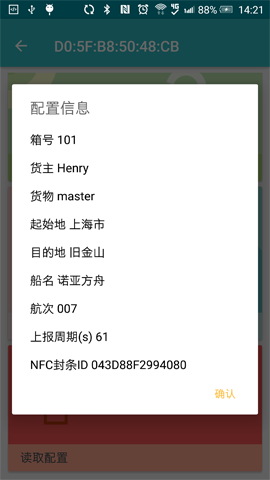 88% 14:21
D0:5F:B8:50:48:CB
配置信息
箱号 101
货主 Henry
货物 master
起始地 上海市
目的地 旧金山
船名 诺亚方舟
航次 007
上报周期(s) 61
NFC封条ID 043D88F2994080
确认
读取配置